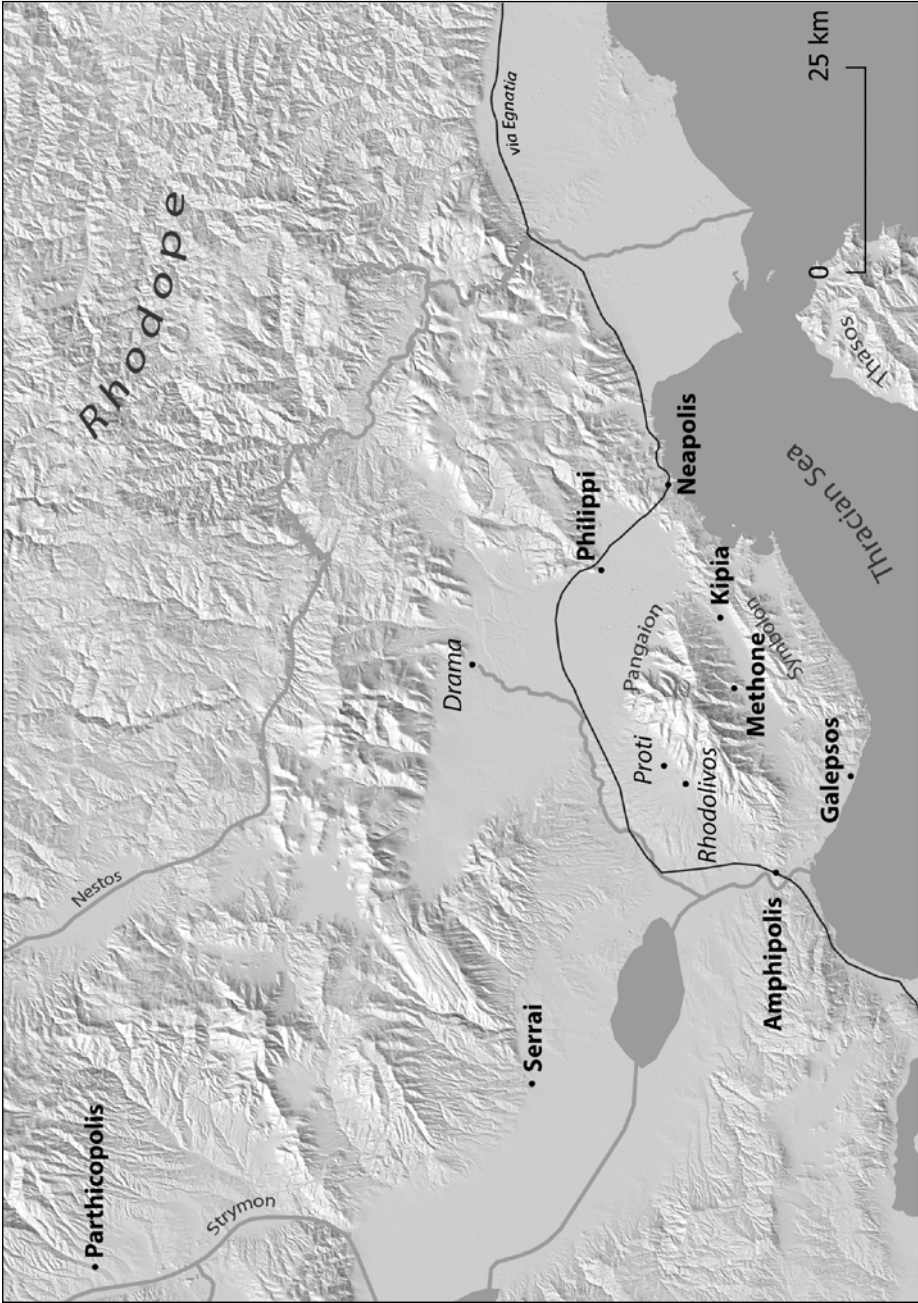 Rhodope
via Egnatia
25 km
0
Nestos
Parthicopolis
Strymon
Serrai
Drama
Philippi
Neapolis
Thasos
Thracian Sea
Pangaion
Kipia
Symbolon
Methone
Proti
Rhodolivos
Galepsos
Amphipolis